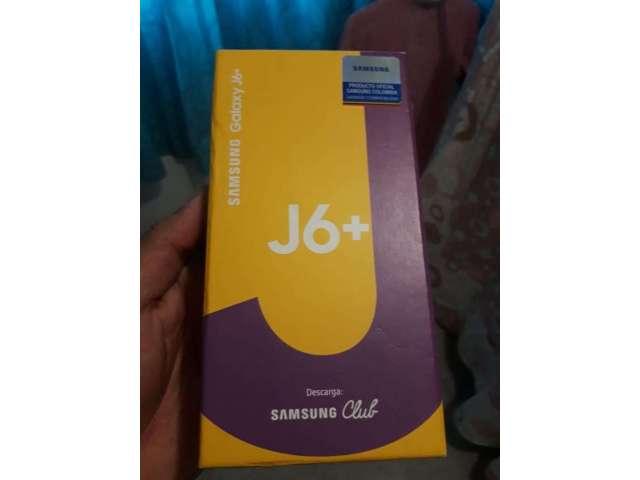 SAMSUNG Galaxy J6+
SAMSUNG
PRODUCTO OFICIAL
SAMSUNG COLOMBIA
J6+
Descarga:
SAMSUNG Club